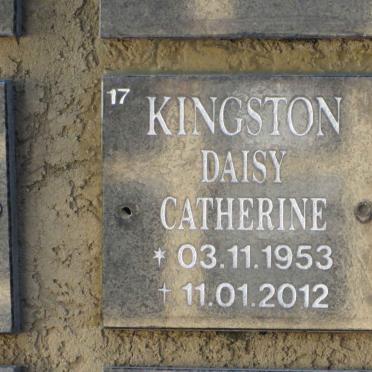 17
KINGSTON
DAISY
CATHERINE
* 03.11.1953
† 11.01.2012